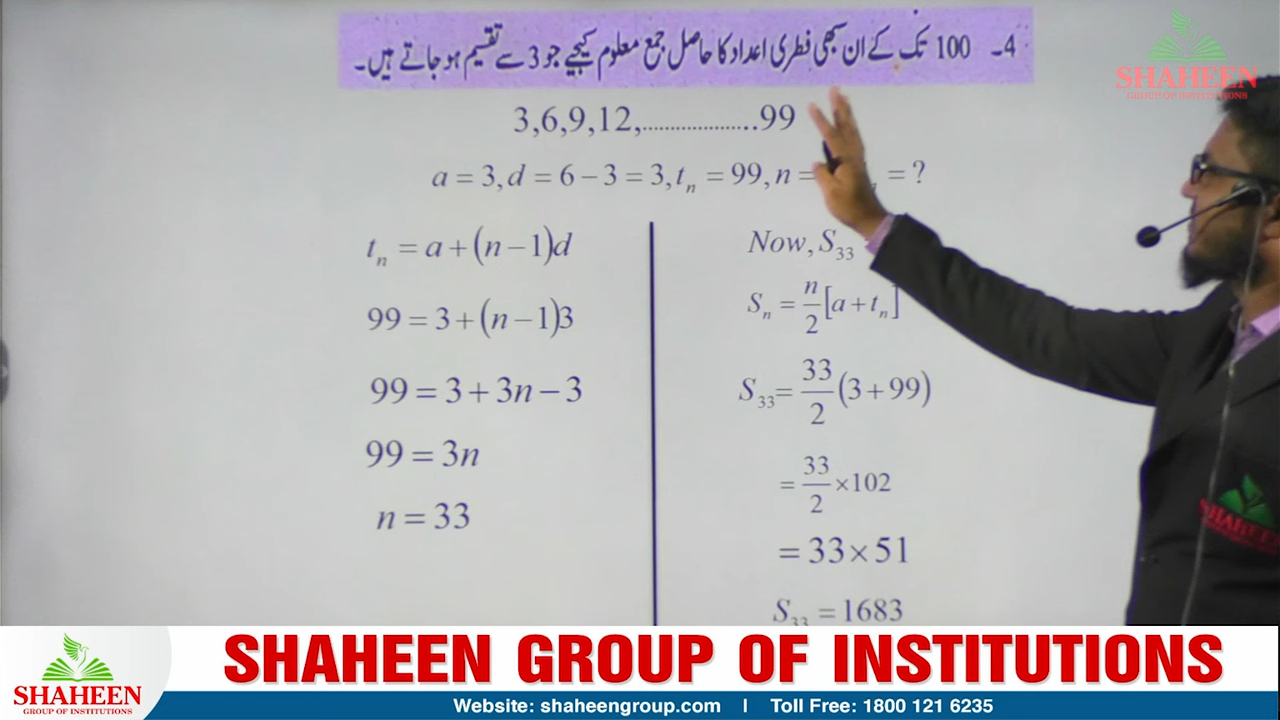 4۔ 100 تک کے ان سبھی فطری اعداد کا حاصل جمع معلوم کیجیے جو 3 سے تقسیم ہو جاتے ہیں۔
SHAHEEN
GROUP OF INSTITUTIONS
3,6,9,12,.....................99
a = 3, d = 6 − 3 = 3, tₙ = 99, n = = ?
tₙ = a + (n − 1)d
99 = 3 + (n − 1)3
99 = 3 + 3n − 3
99 = 3n
n = 33
Now, S₃₃
Sₙ = n/2 [a + tₙ]
S₃₃ = 33/2 (3 + 99)
= 33/2 × 102
= 33 × 51
S₃₃ = 1683
SHAHEEN
SHAHEEN
GROUP OF INSTITUTIONS
SHAHEEN GROUP OF INSTITUTIONS
Website: shaheengroup.com I Toll Free: 1800 121 6235